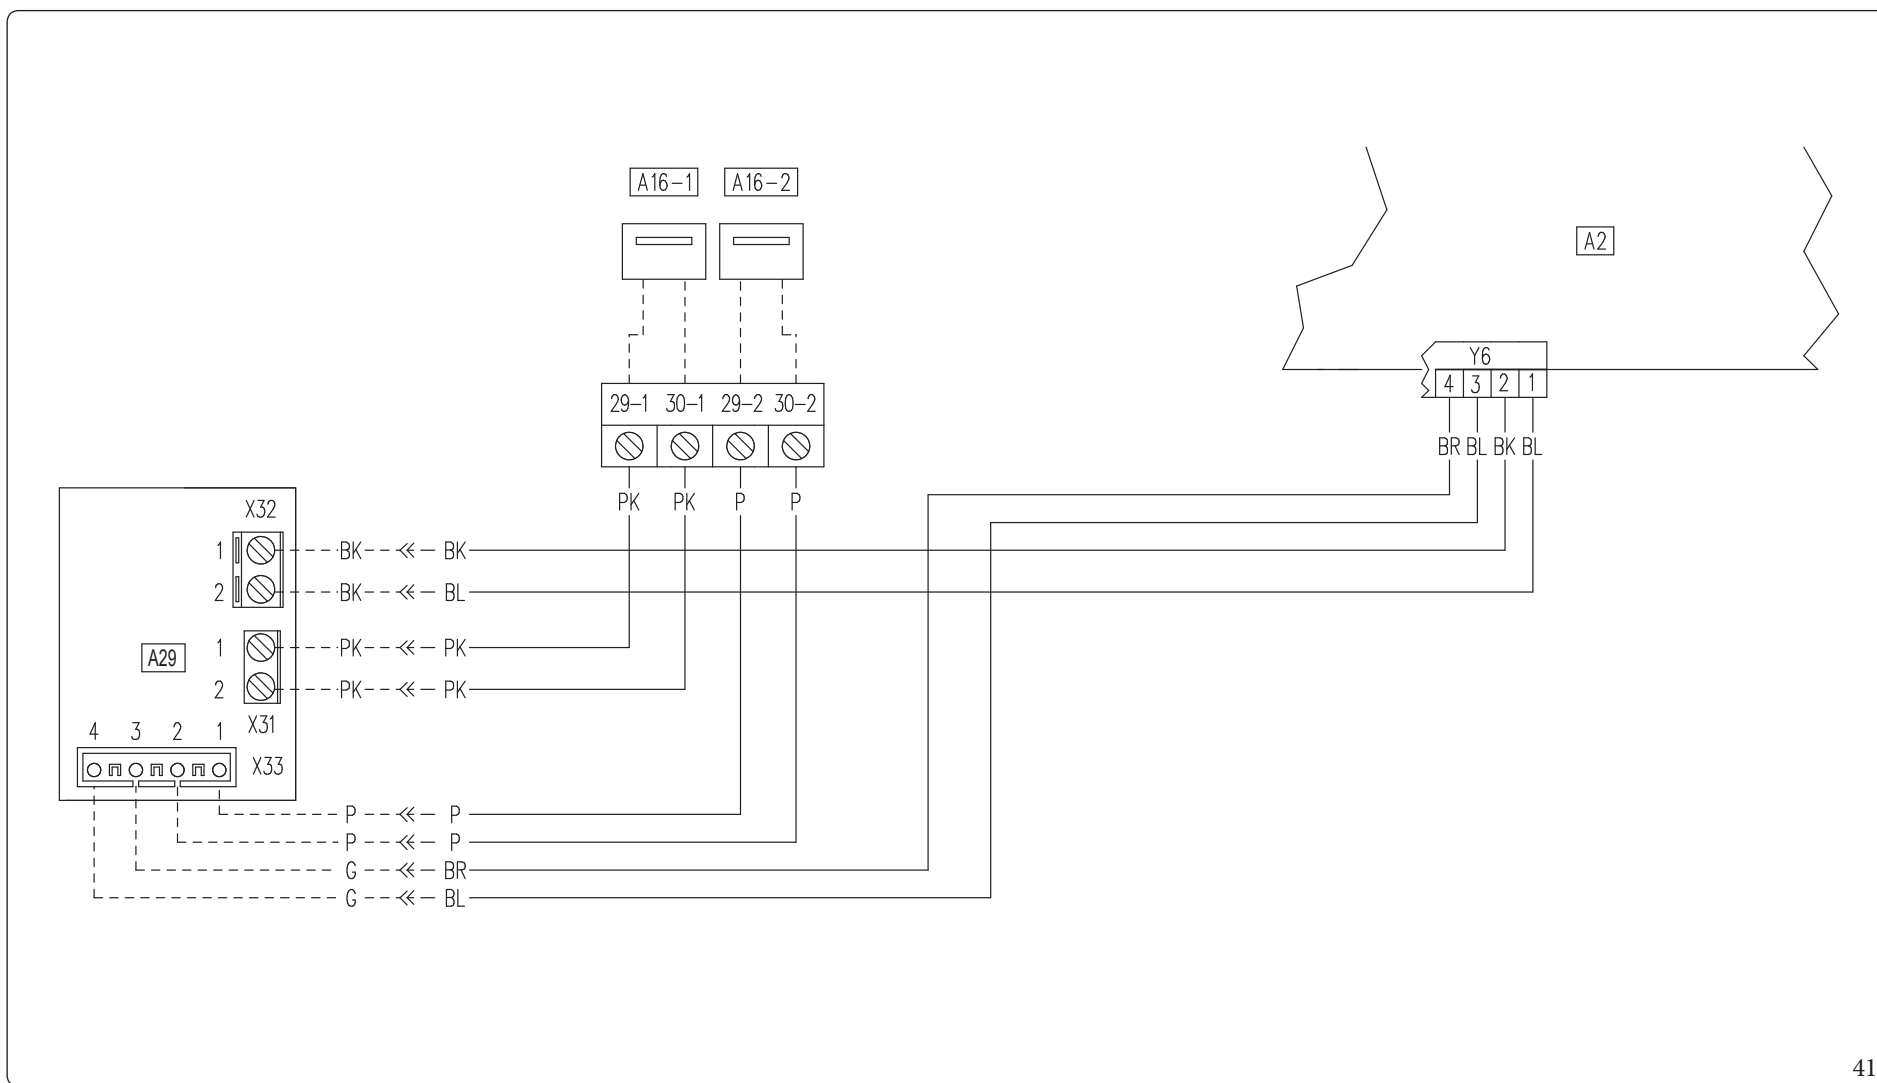 A16-1 A16-2
A2
Y6
4 3 2 1
29-1 30-1 29-2 30-2
BR BL BK BL
PK PK P P
X32
1 BK BK
2 BK BL
1 PK PK
A29
2 PK PK
X31
4 3 2 1
X33
P P
P P
G BR
G BL
41